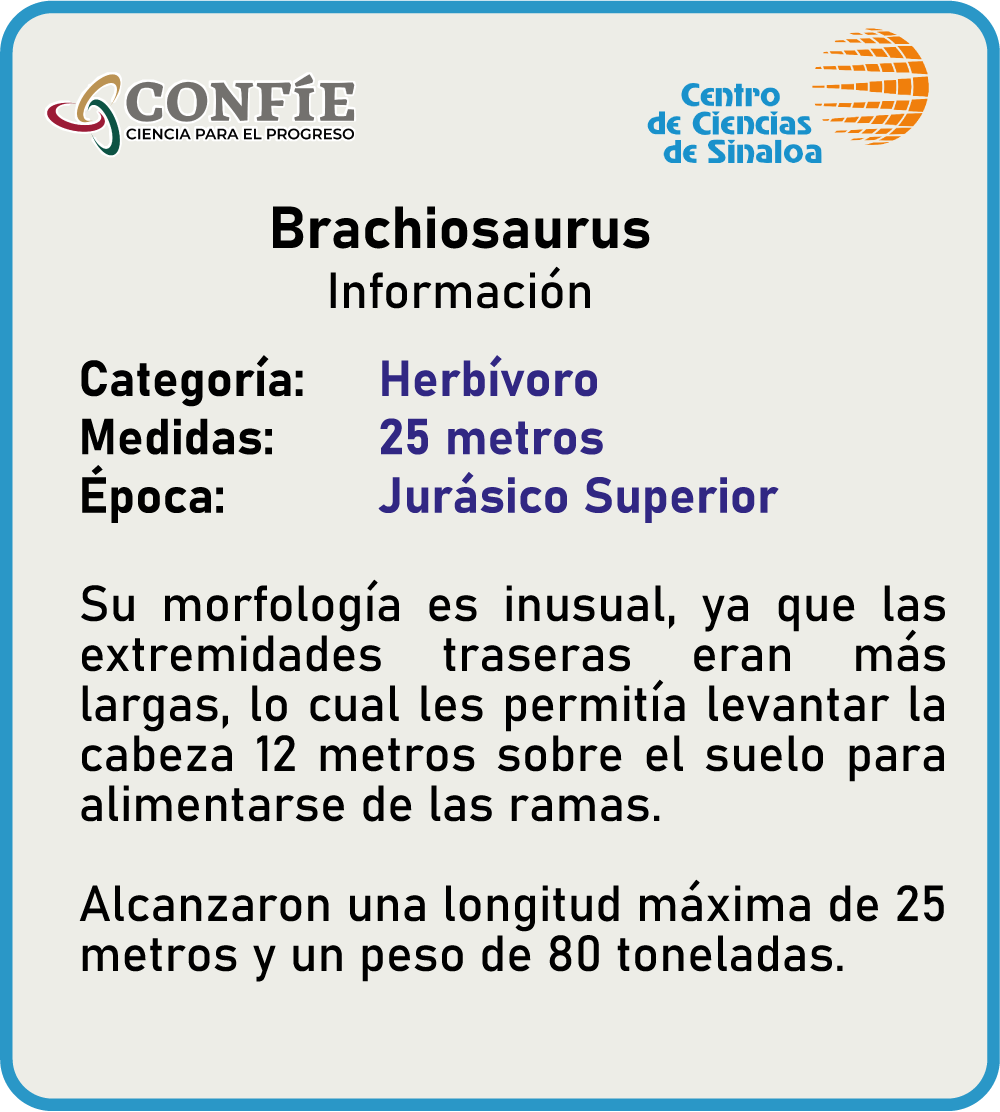 CONFÍE
CIENCIA PARA EL PROGRESO
Centro
de Ciencias
de Sinaloa
Brachiosaurus
Información
Categoría: Herbívoro
Medidas: 25 metros
Época: Jurásico Superior
Su morfología es inusual, ya que las
extremidades traseras eran más
largas, lo cual les permitía levantar la
cabeza 12 metros sobre el suelo para
alimentarse de las ramas.
Alcanzaron una longitud máxima de 25
metros y un peso de 80 toneladas.